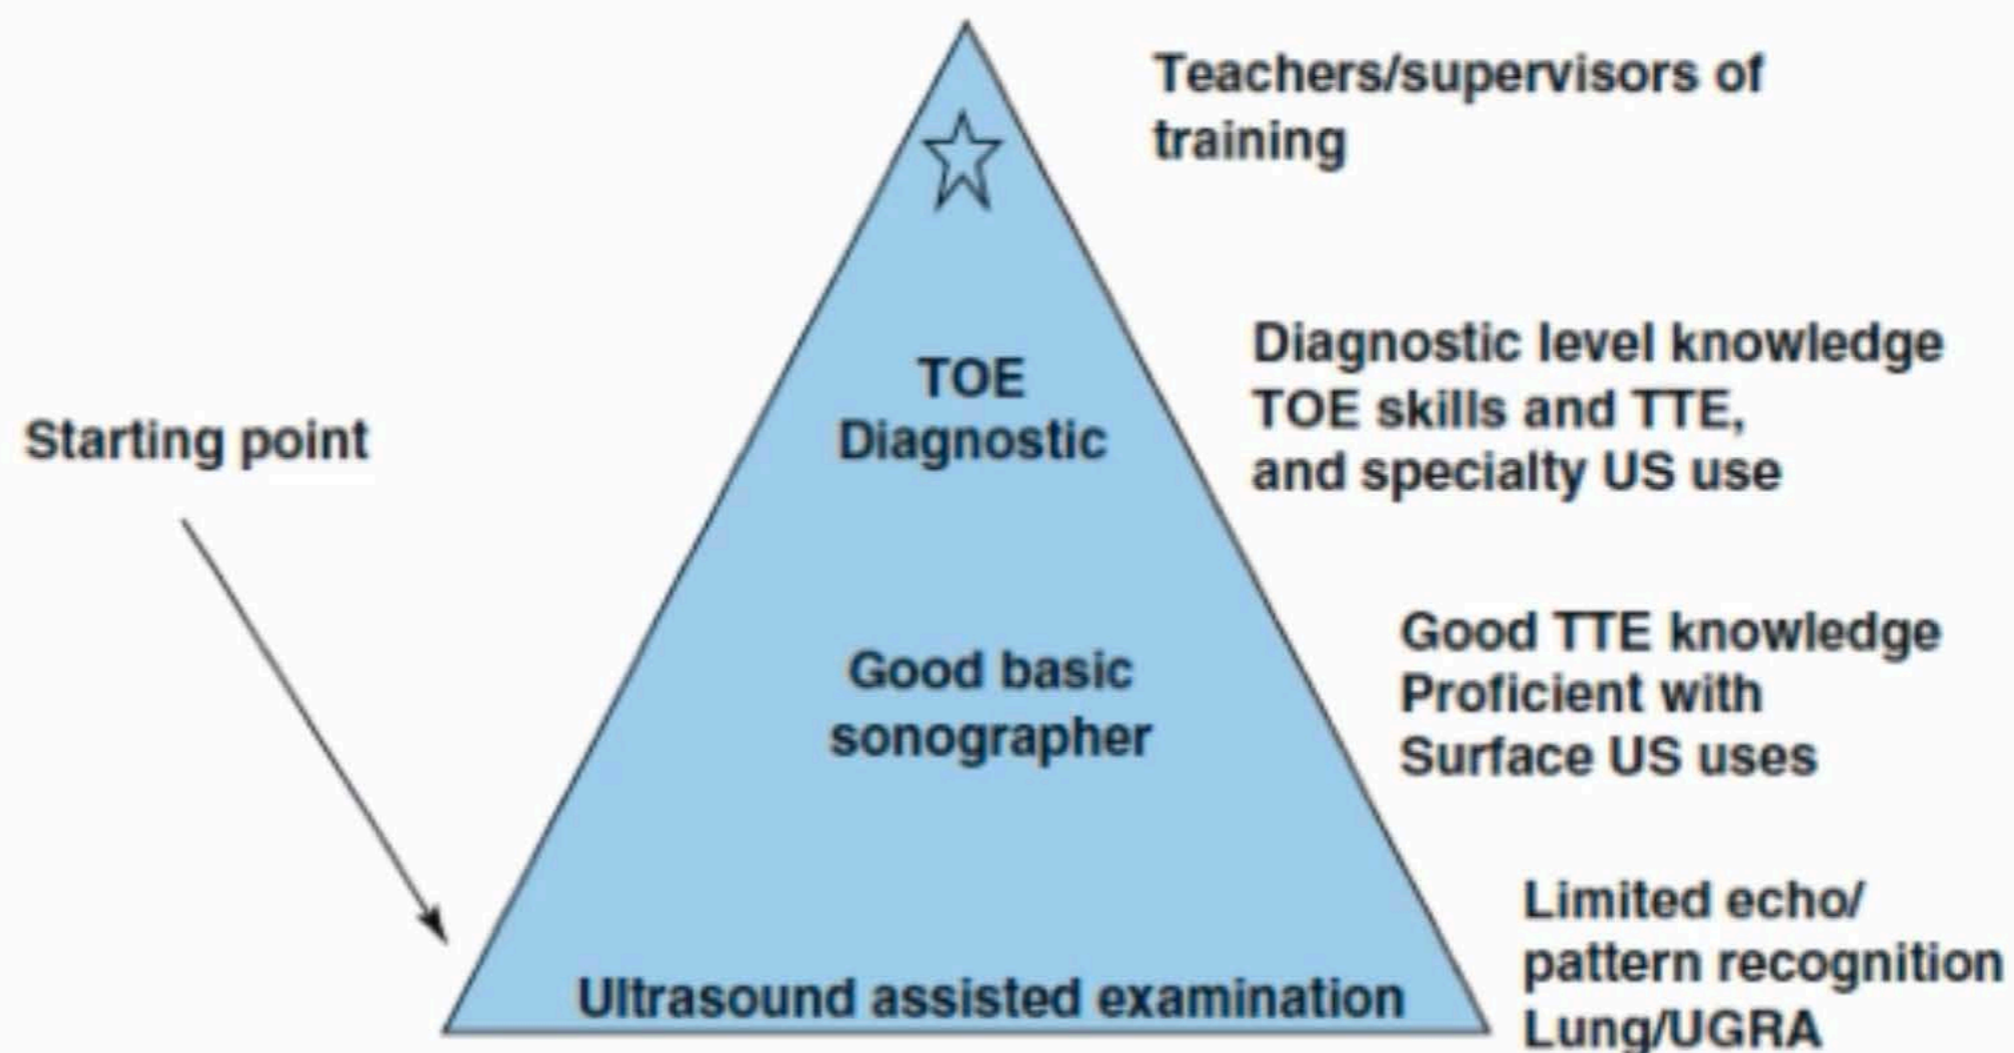 Teachers/supervisors of
training
TOE
Diagnostic
Diagnostic level knowledge
TOE skills and TTE,
and specialty US use
Starting point
Good basic
sonographer
Good TTE knowledge
Proficient with
Surface US uses
Ultrasound assisted examination
Limited echo/
pattern recognition
Lung/UGRA